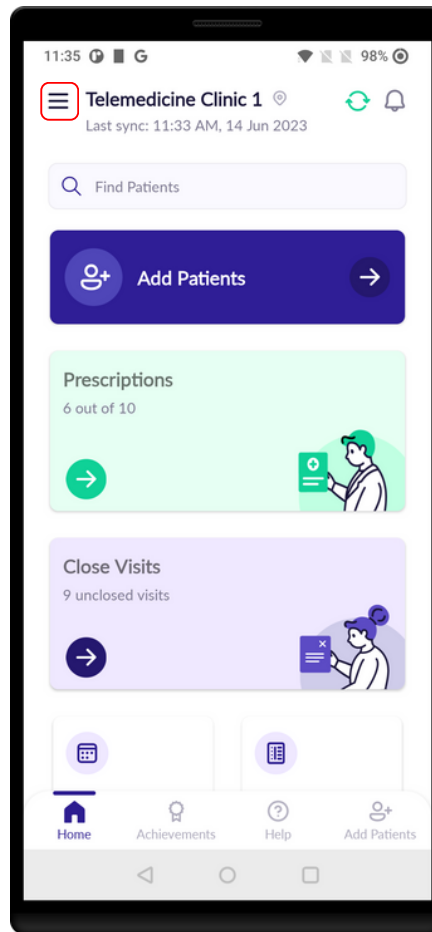 11:35 G 98%
Telemedicine Clinic 1
Last sync: 11:33 AM, 14 Jun 2023
Find Patients
Add Patients
Prescriptions
6 out of 10
Close Visits
9 unclosed visits
Home Achievements Help Add Patients